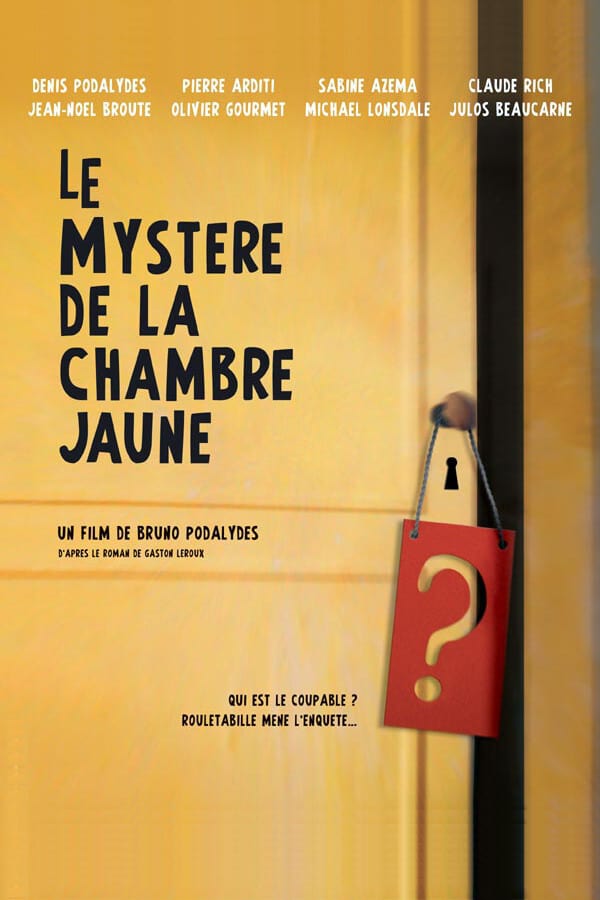 DENIS PODALYDES PIERRE ARDITI SABINE AZEMA CLAUDE RICH
JEAN-NOEL BROUTE OLIVIER GOURMET MICHAEL LONSDALE JULOS BEAUCARNE
LE
MYSTERE
DE LA
CHAMBRE
JAUNE
UN FILM DE BRUNO PODALYDES
D'APRES LE ROMAN DE GASTON LEROUX
?
QUI EST LE COUPABLE ?
ROULETABILLE MENE L'ENQUETE...